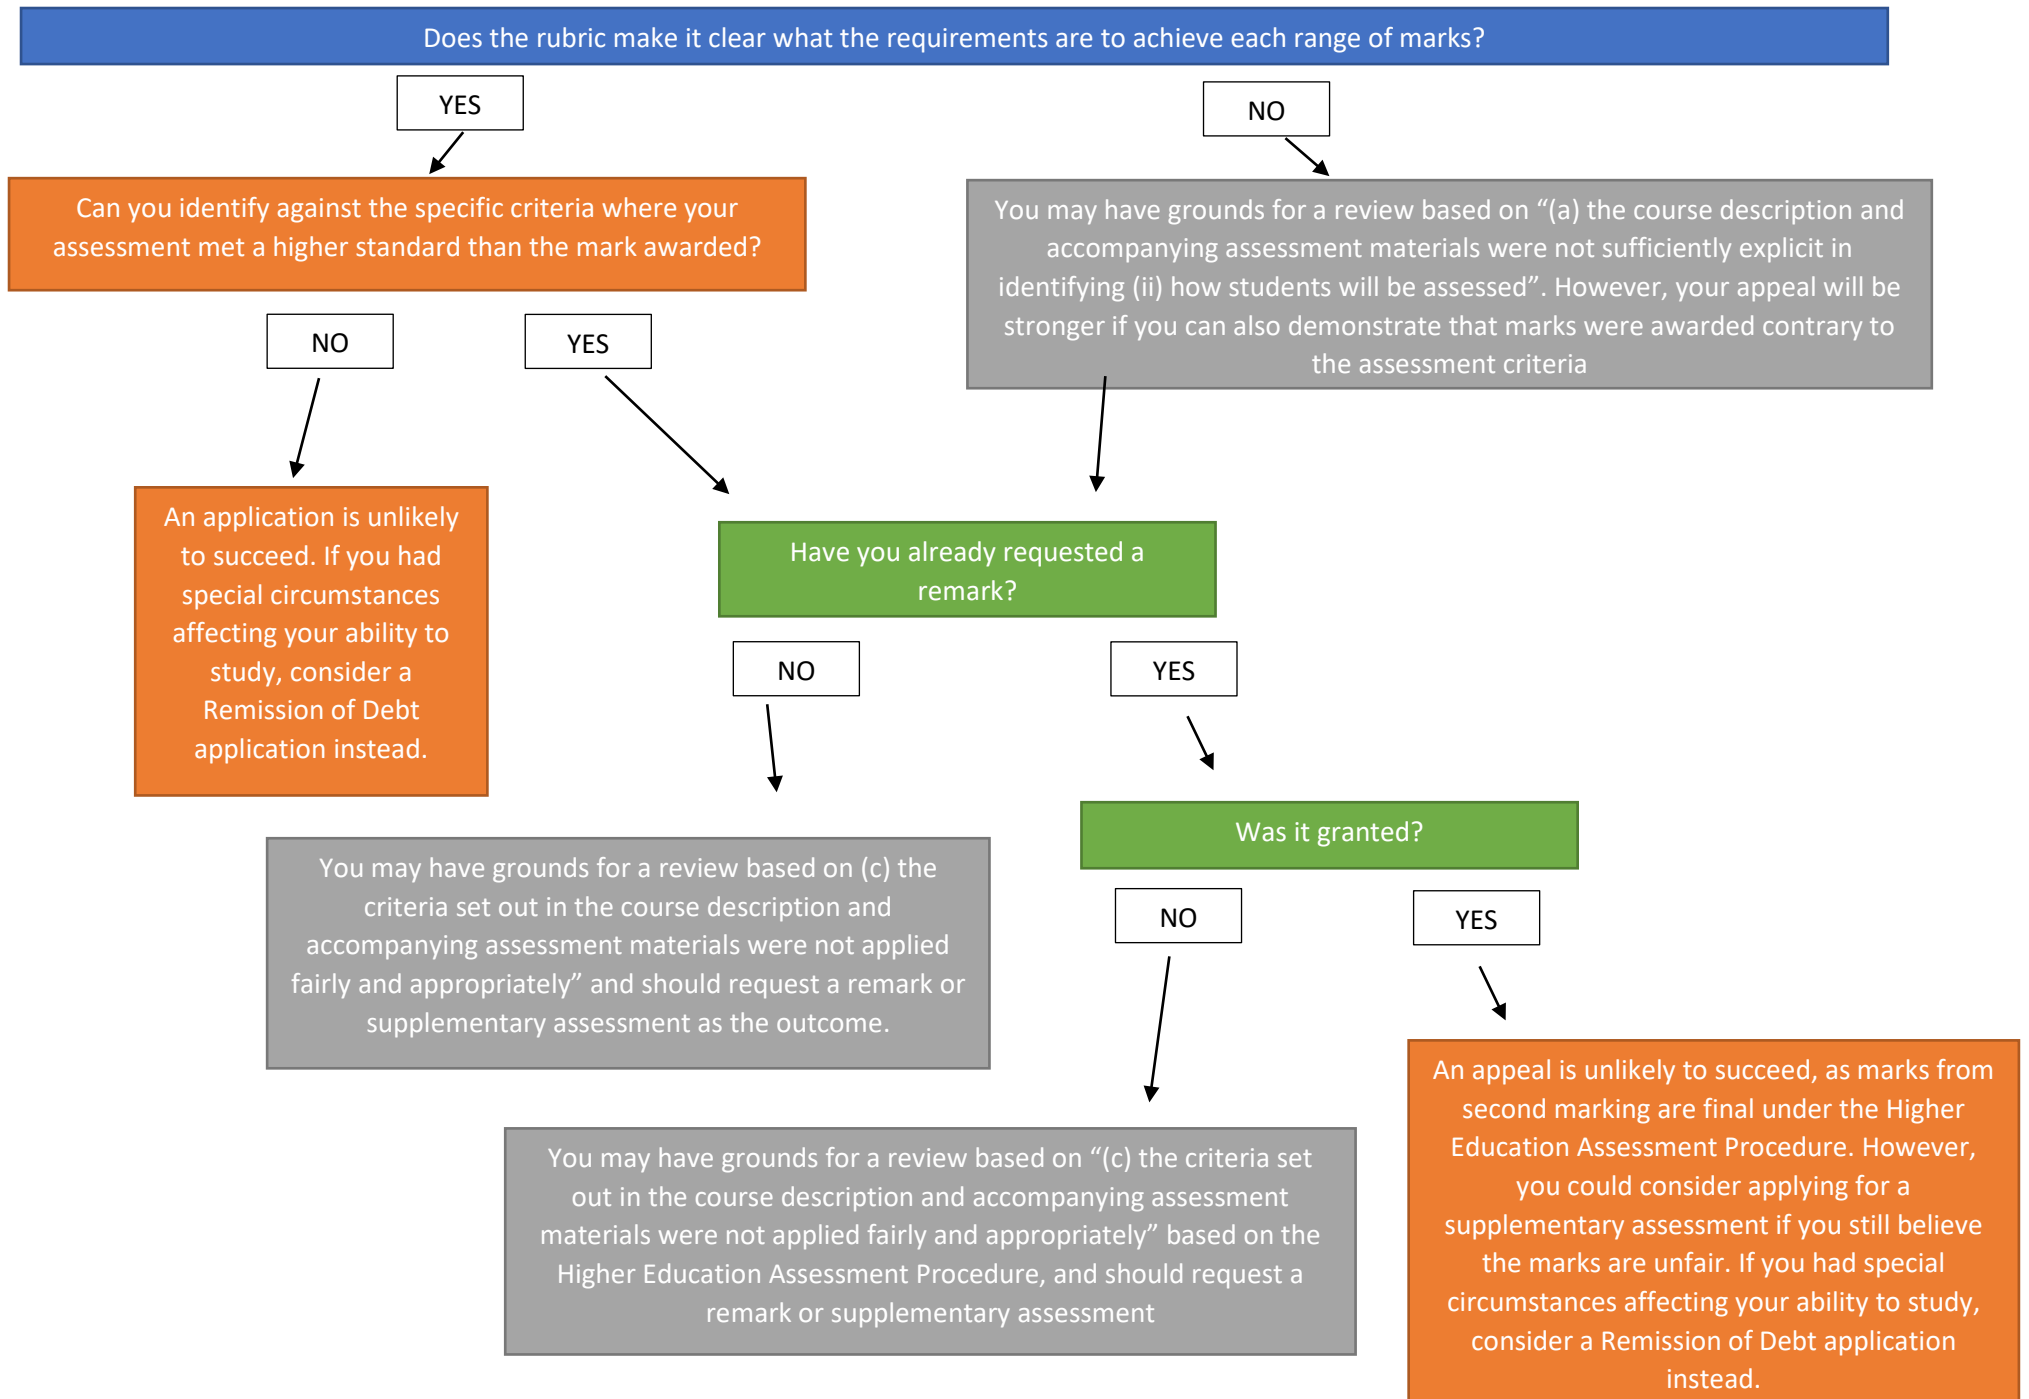 Does the rubric make it clear what the requirements are to achieve each range of marks?
YES
NO
Can you identify against the specific criteria where your
assessment met a higher standard than the mark awarded?
You may have grounds for a review based on “(a) the course description and
accompanying assessment materials were not sufficiently explicit in
identifying (ii) how students will be assessed”. However, your appeal will be
stronger if you can also demonstrate that marks were awarded contrary to
the assessment criteria
NO
YES
An application is unlikely
to succeed. If you had
special circumstances
affecting your ability to
study, consider a
Remission of Debt
application instead.
Have you already requested a
remark?
NO
YES
Was it granted?
You may have grounds for a review based on (c) the
criteria set out in the course description and
accompanying assessment materials were not applied
fairly and appropriately” and should request a remark or
supplementary assessment as the outcome.
NO
YES
You may have grounds for a review based on “(c) the criteria set
out in the course description and accompanying assessment
materials were not applied fairly and appropriately” based on the
Higher Education Assessment Procedure, and should request a
remark or supplementary assessment
An appeal is unlikely to succeed, as marks from
second marking are final under the Higher
Education Assessment Procedure. However,
you could consider applying for a
supplementary assessment if you still believe
the marks are unfair. If you had special
circumstances affecting your ability to study,
consider a Remission of Debt application
instead.